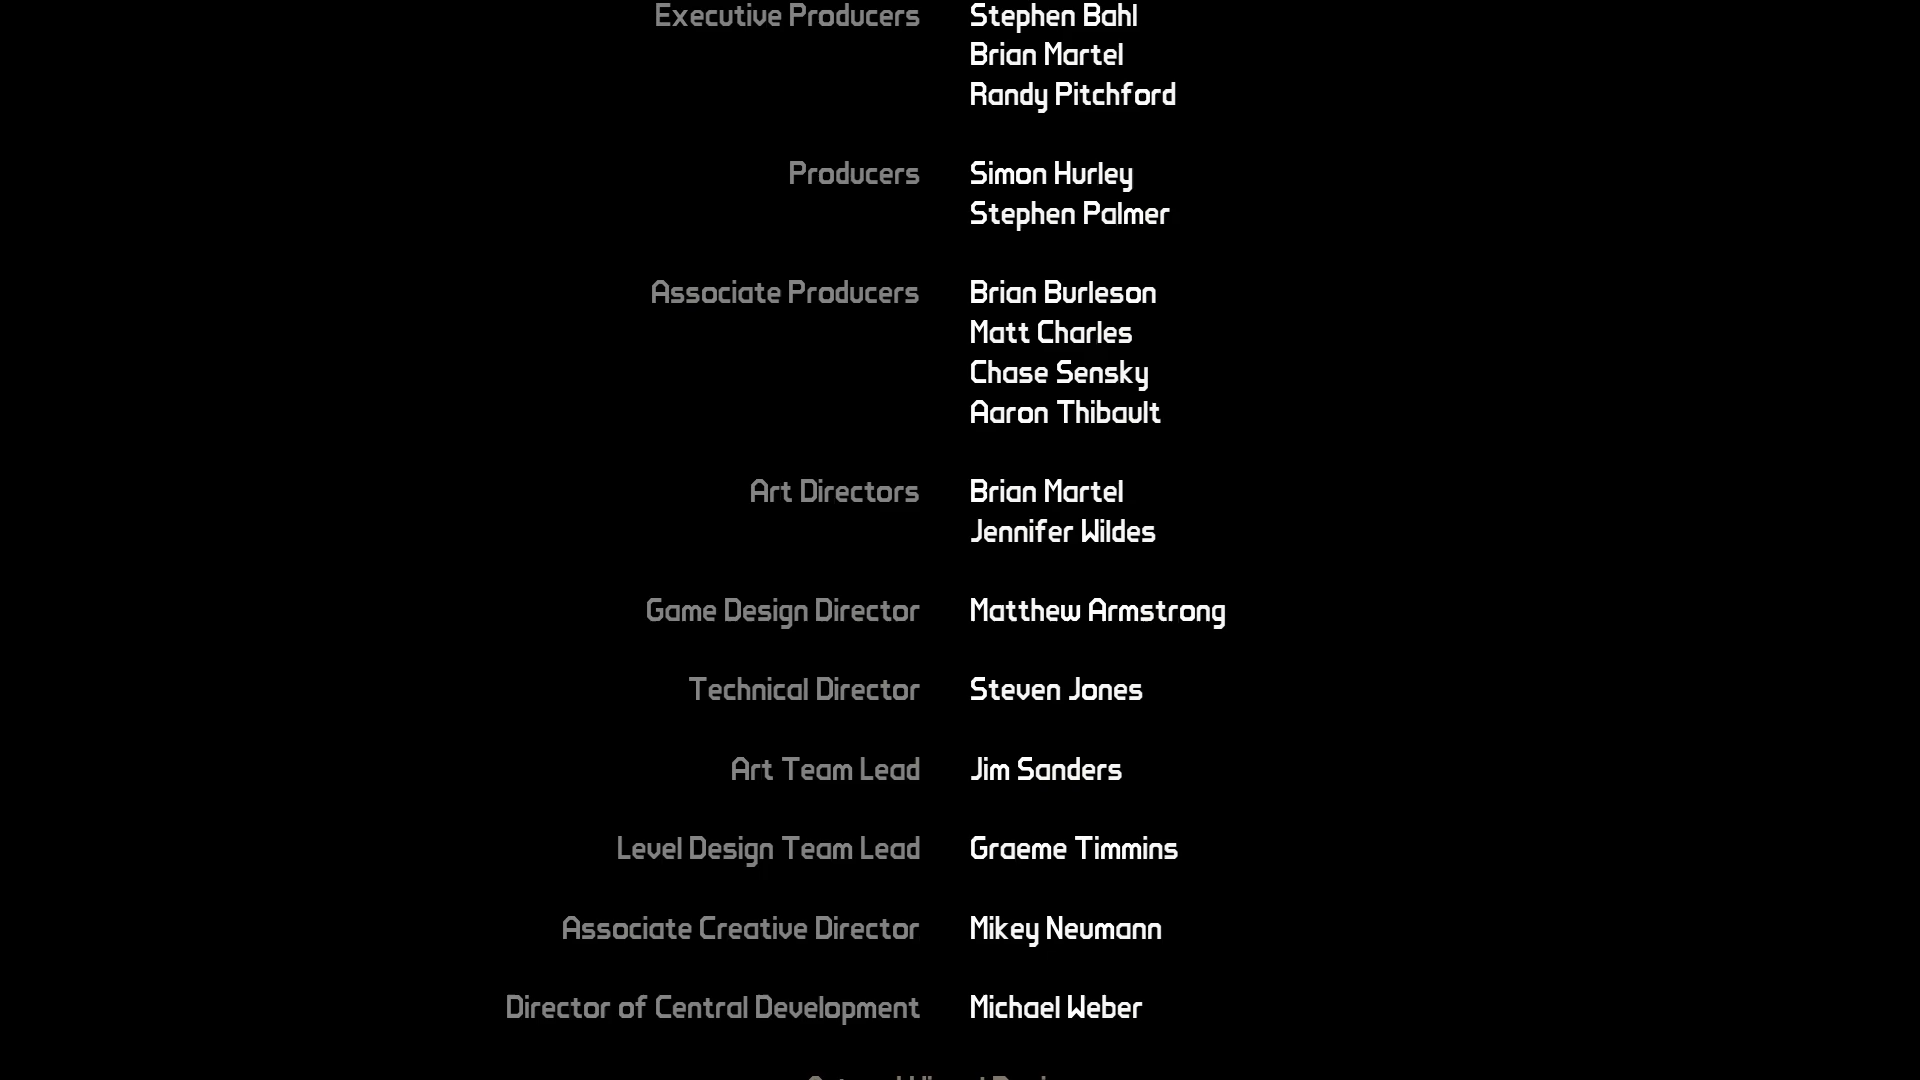 Executive Producers Stephen Bahl
Brian Martel
Randy Pitchford
Producers Simon Hurley
Stephen Palmer
Associate Producers Brian Burleson
Matt Charles
Chase Sensky
Aaron Thibault
Art Directors Brian Martel
Jennifer Wildes
Game Design Director Matthew Armstrong
Technical Director Steven Jones
Art Team Lead Jim Sanders
Level Design Team Lead Graeme Timmins
Associate Creative Director Mikey Neumann
Director of Central Development Michael Weber